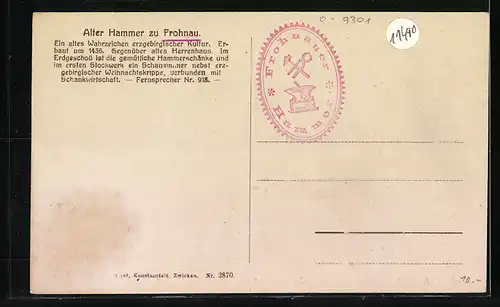 Alter Hammer zu Frohnau.
Ein altes Wahrzeichen erzgebirgischer Kultur. Er-
baut um 1436. Gegenüber altes Herrenhaus. Im
Erdgeschoß ist die gemütliche Hammerschänke und
im ersten Stockwerk ein Schauzimmer nebst erz-
gebirgischer Weihnachtskrippe, verbunden mit
Schankwirtschaft. — Fernsprecher Nr. 918. —
0-9301
* Frohnauer *
Hammer
Kunstanstalt, Zwickau. Nr. 2870.
10.-